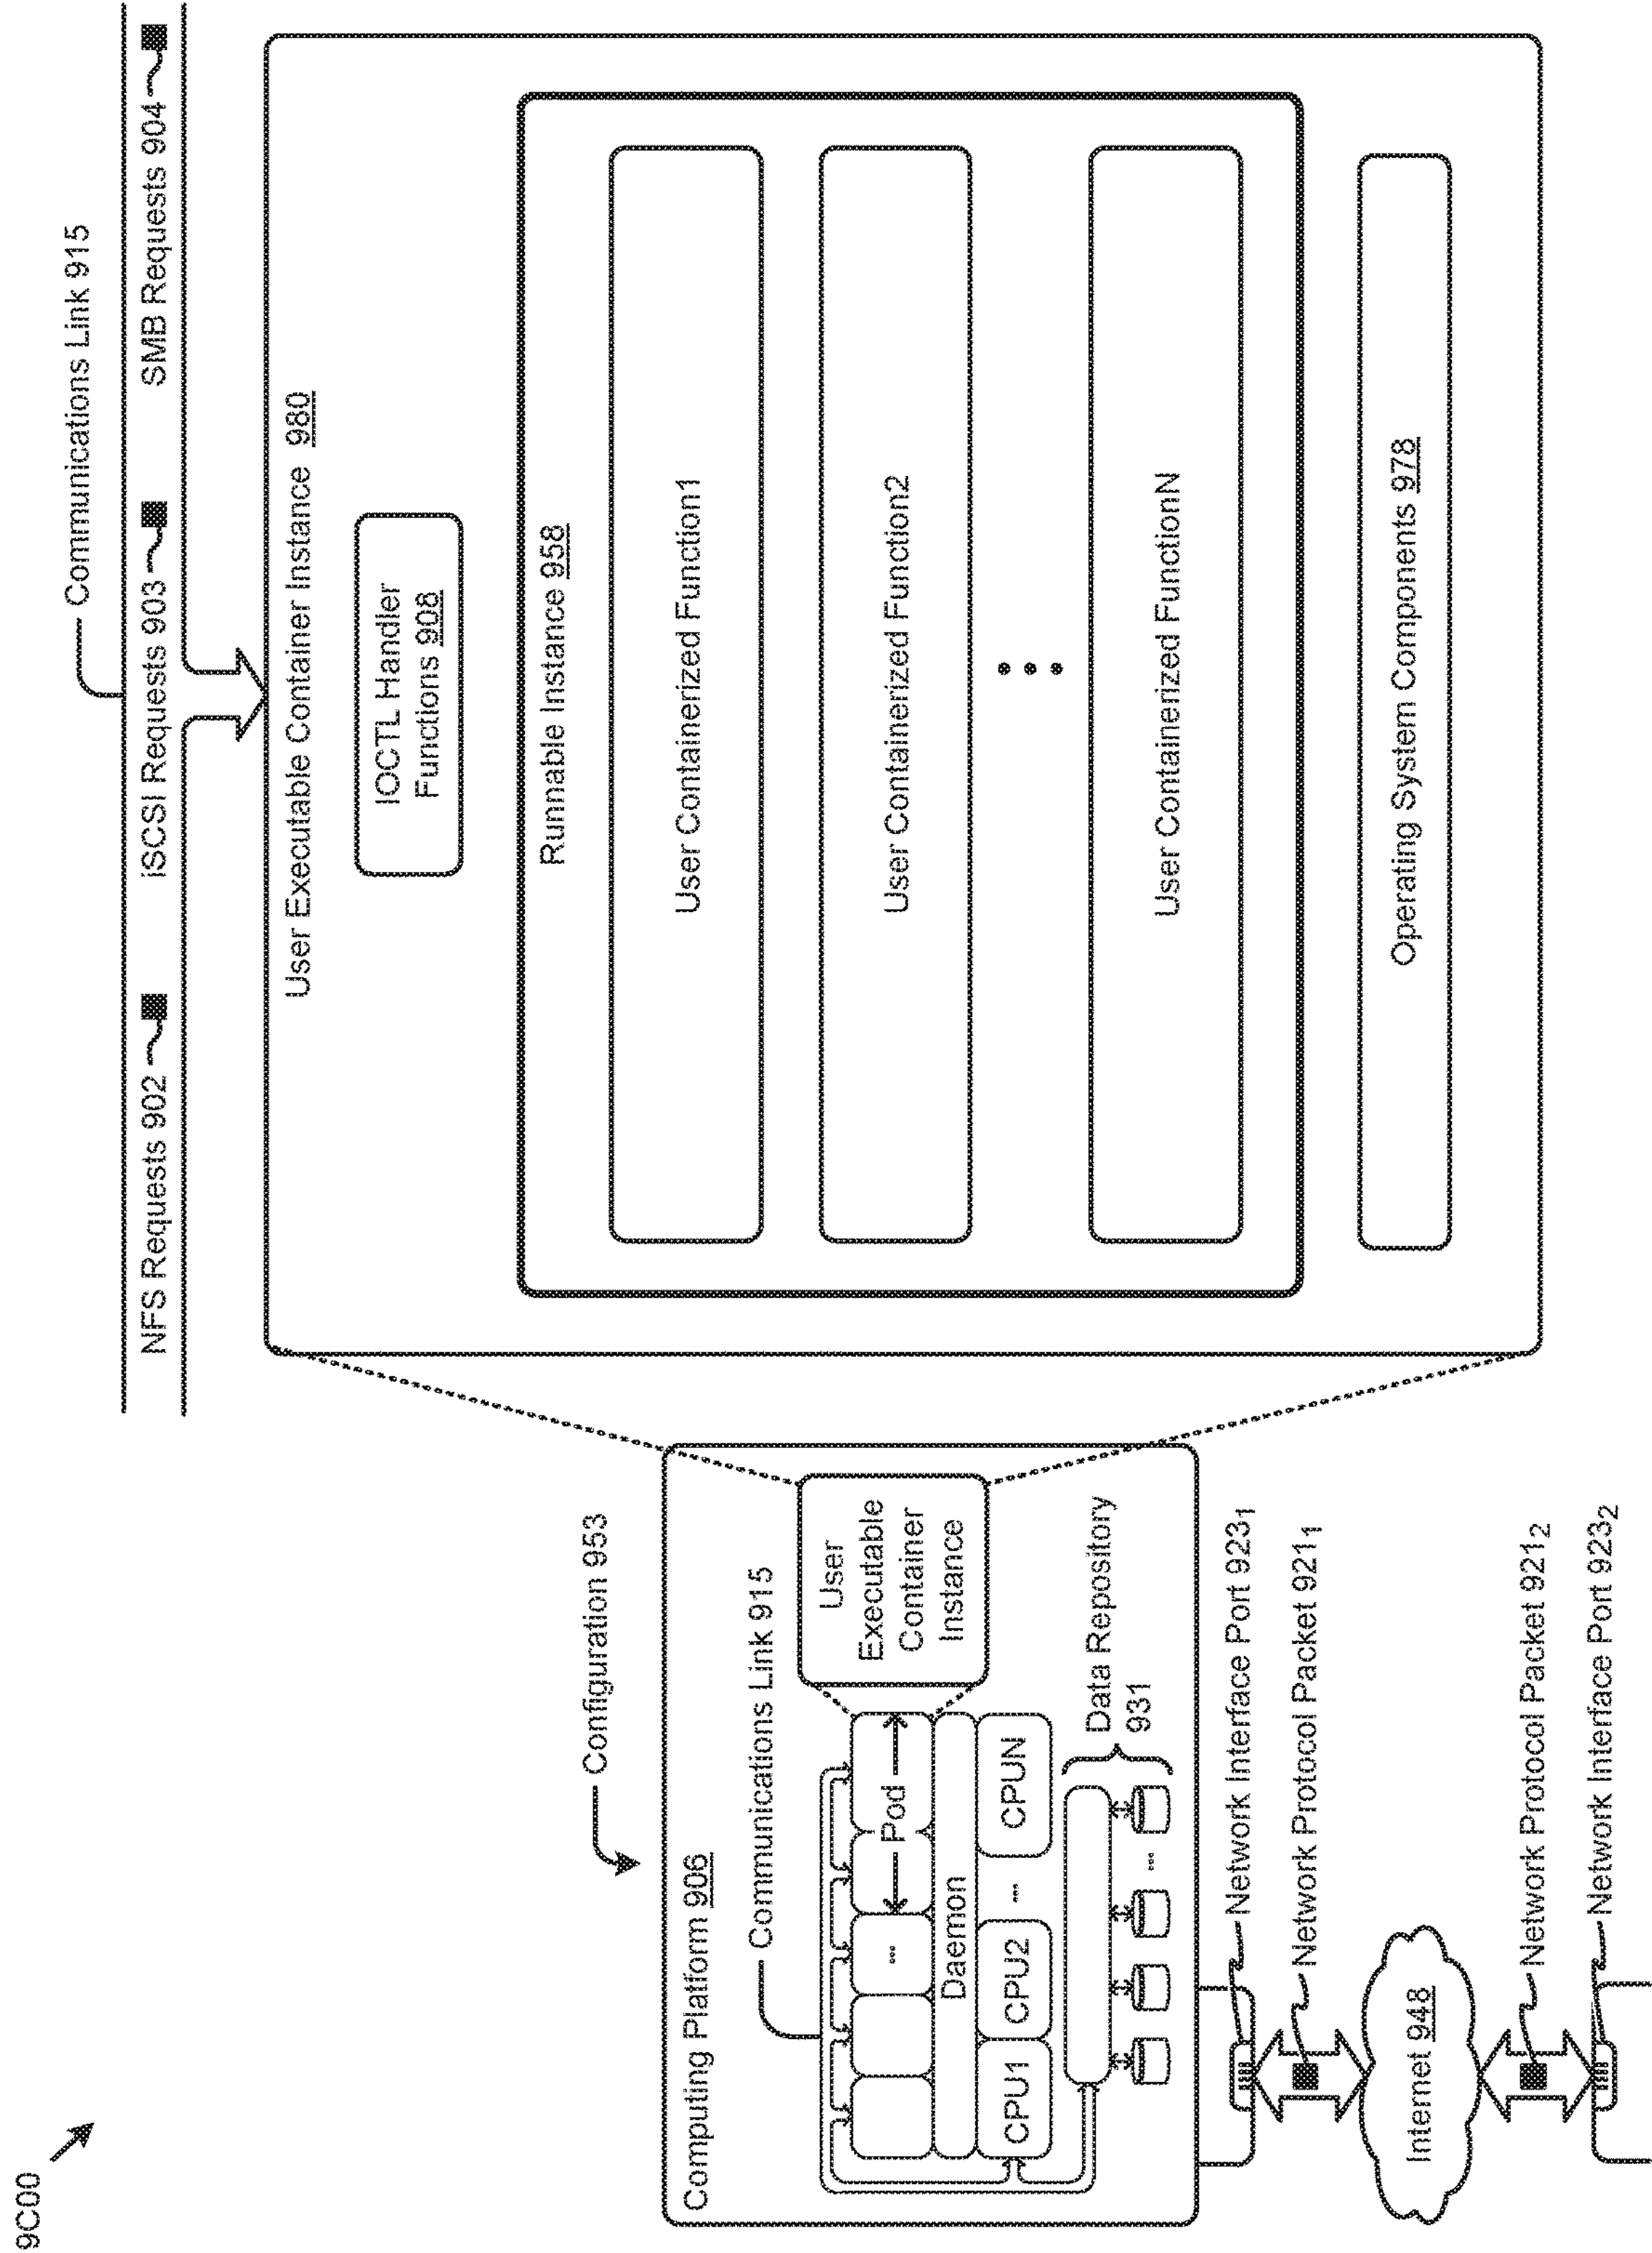 9C00
Communications Link 915
NFS Requests 902
iSCSI Requests 903
SMB Requests 904
User Executable Container Instance 980
IOCTL Handler
Functions 908
Runnable Instance 958
User Containerized Function1
User Containerized Function2
•••
User Containerized FunctionN
Operating System Components 978
Configuration 953
Computing Platform 906
Communications Link 915
User
Executable
Container
Instance
...
Pod
Daemon
CPU1
CPU2
...
CPUN
Data Repository
931
...
Network Interface Port 923₁
Network Protocol Packet 921₁
Internet 948
Network Protocol Packet 921₂
Network Interface Port 923₂